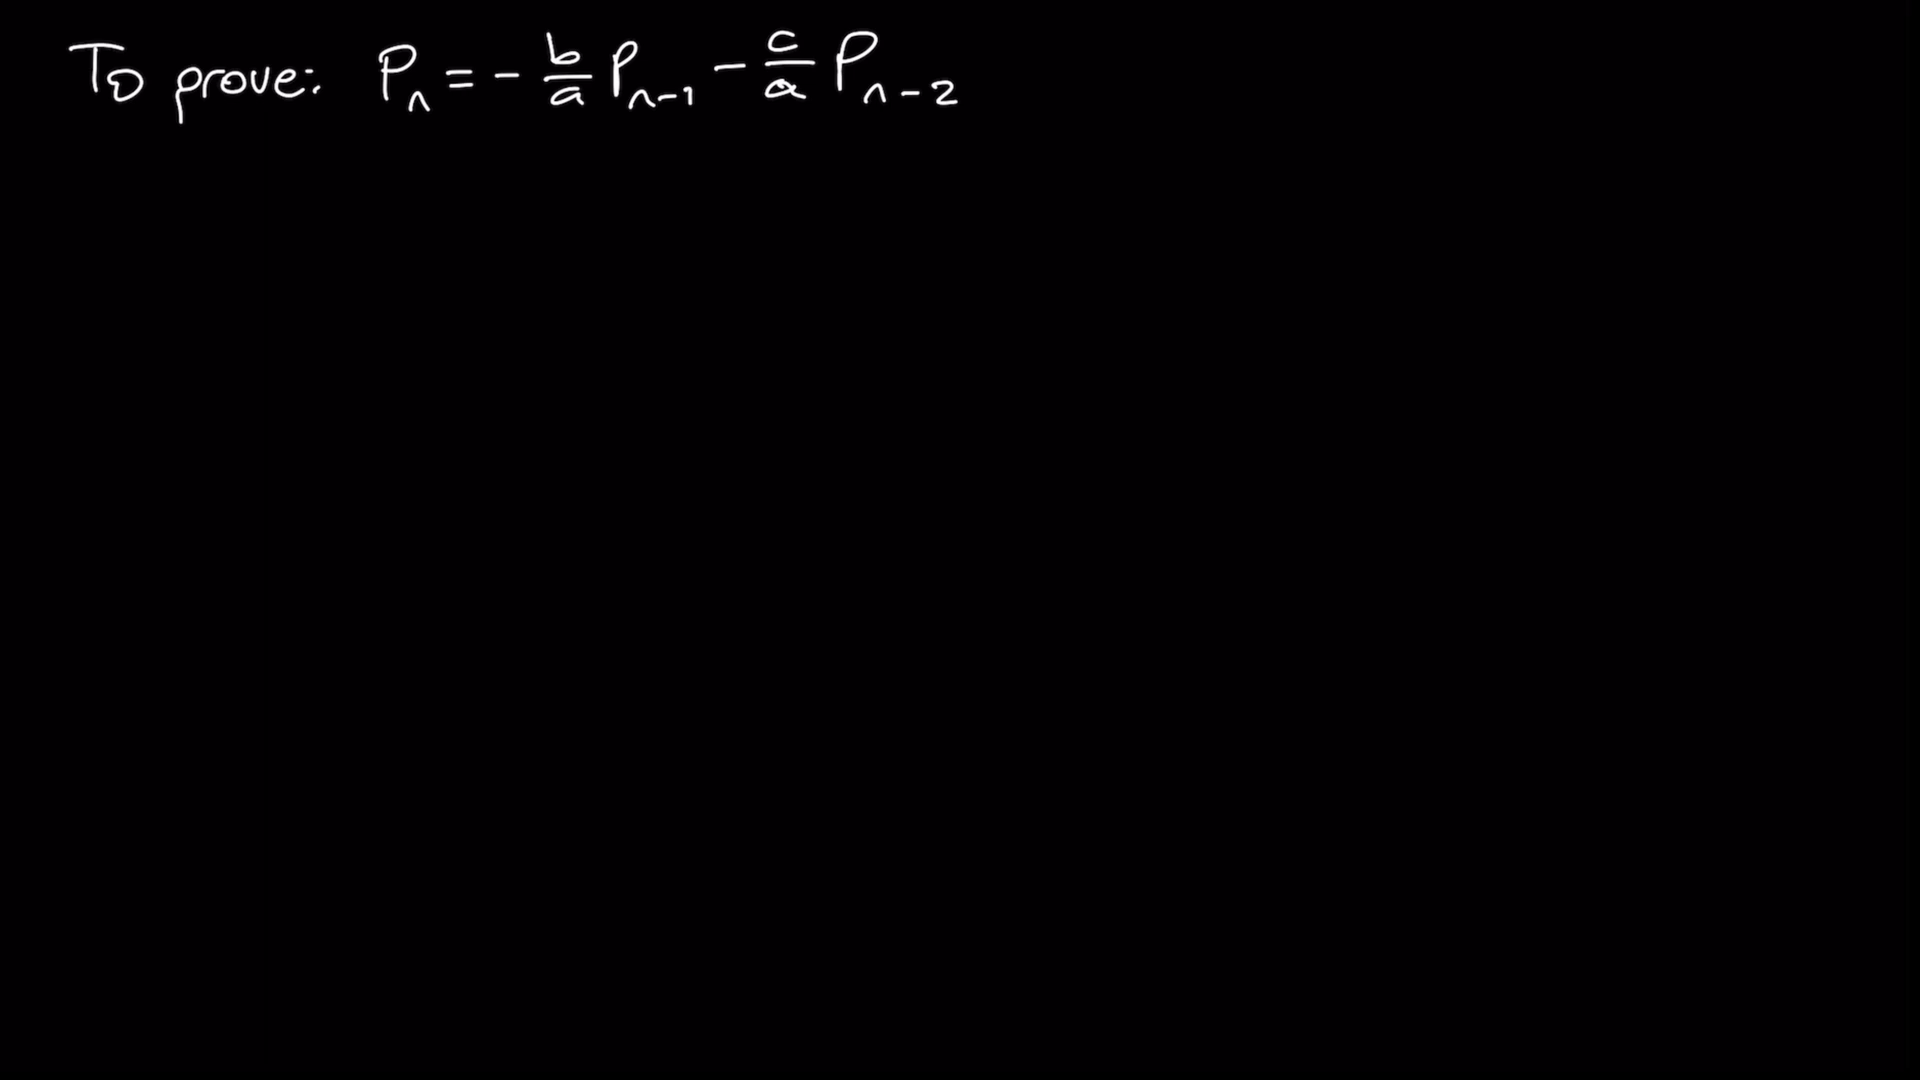 To prove: Pₙ = - b/a Pₙ₋₁ - c/a Pₙ₋₂